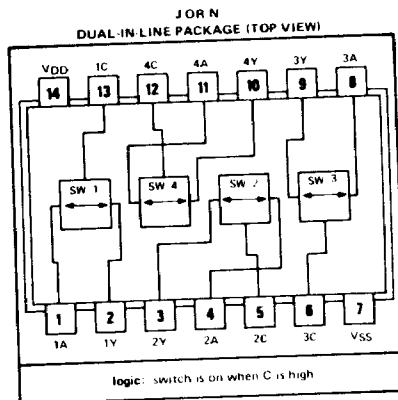 J OR N
DUAL-IN-LINE PACKAGE (TOP VIEW)
VDD 1C 4C 4A 4Y 3Y 3A
14 13 12 11 10 9 8
SW 1 SW 4 SW 2 SW 3
1 2 3 4 5 6 7
1A 1Y 2Y 2A 2C 3C VSS
logic: switch is on when C is high